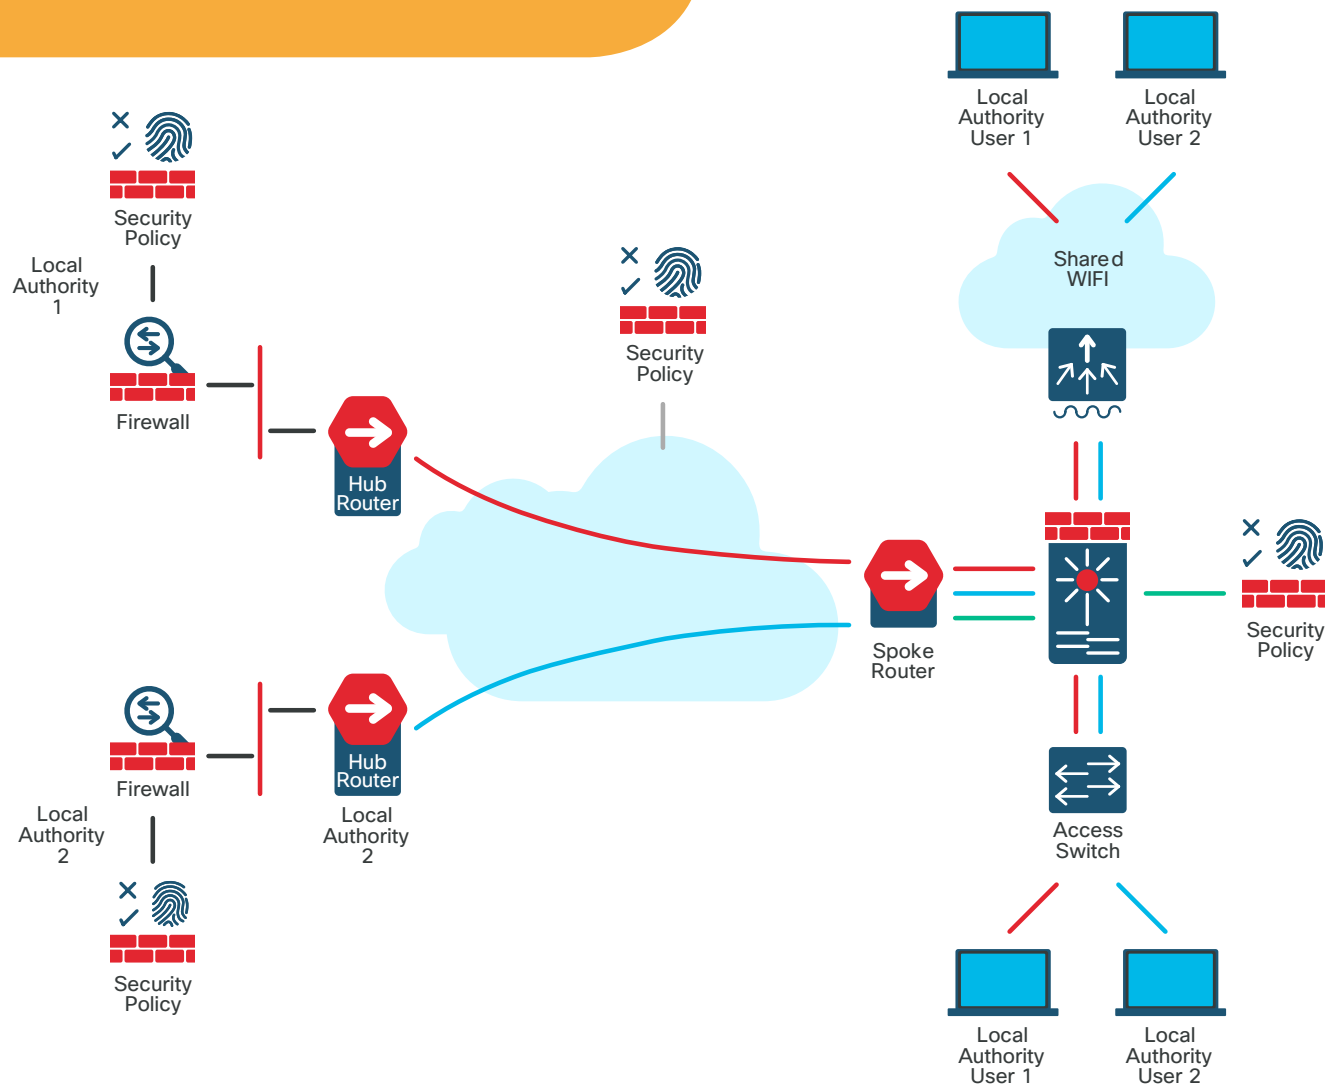 Local
Authority
User 1
Local
Authority
User 2
Security
Policy
Local
Authority
1
Firewall
Shared
WIFI
Security
Policy
Hub
Router
Spoke
Router
Security
Policy
Hub
Router
Local
Authority
2
Firewall
Local
Authority
2
Security
Policy
Access
Switch
Local
Authority
User 1
Local
Authority
User 2